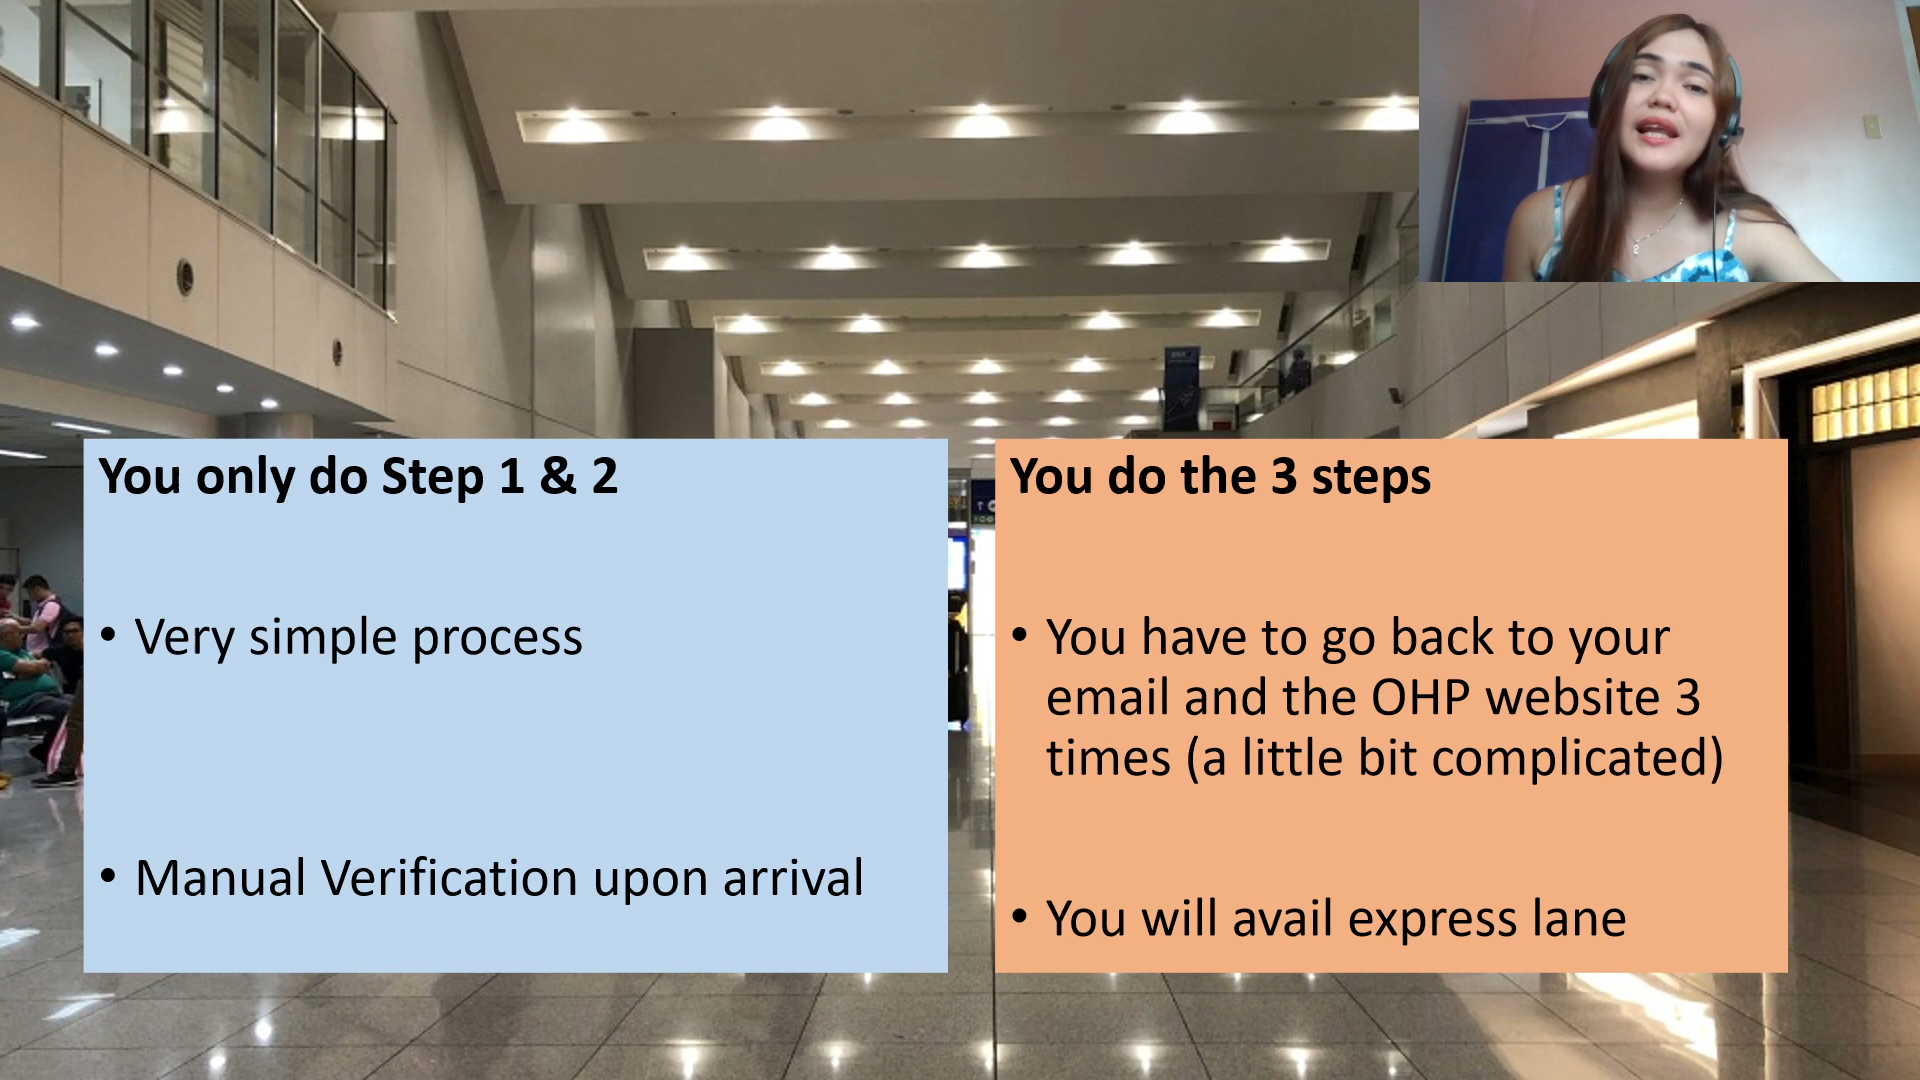 You only do Step 1 & 2
• Very simple process
• Manual Verification upon arrival
You do the 3 steps
• You have to go back to your
email and the OHP website 3
times (a little bit complicated)
• You will avail express lane